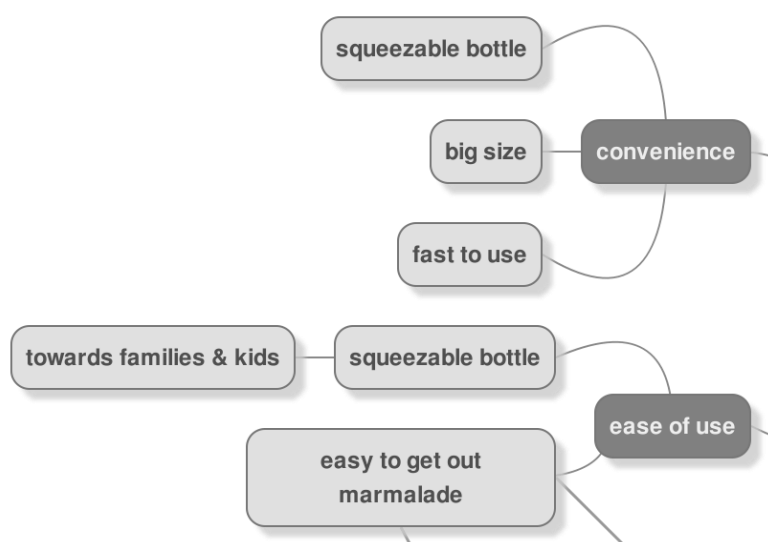 squeezable bottle
big size
convenience
fast to use
towards families & kids
squeezable bottle
ease of use
easy to get out
marmalade